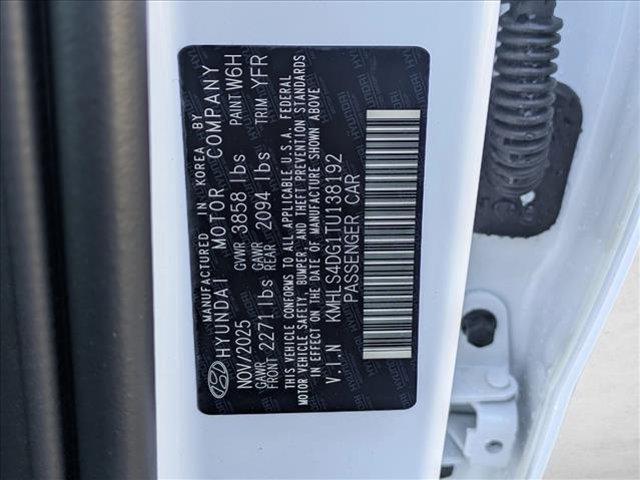 MANUFACTURED IN KOREA BY
HYUNDAI MOTOR COMPANY
NOV/2025 GVWR 3858 lbs PAINT W6H
GAWR FRONT 2271 lbs GAWR REAR 2094 lbs TRIM YFR
THIS VEHICLE CONFORMS TO ALL APPLICABLE U.S.A. FEDERAL
MOTOR VEHICLE SAFETY, BUMPER, AND THEFT PREVENTION STANDARDS
IN EFFECT ON THE DATE OF MANUFACTURE SHOWN ABOVE
V.I.N KMHLS4DG1TU138192
PASSENGER CAR